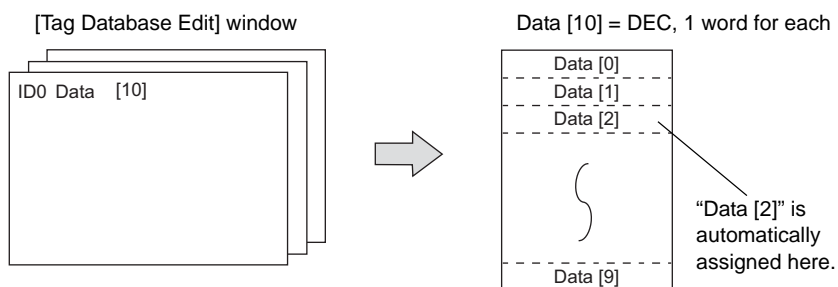 [Tag Database Edit] window
ID0 Data [10]
Data [10] = DEC, 1 word for each
Data [0]
Data [1]
Data [2]
Data [9]
“Data [2]” is
automatically
assigned here.